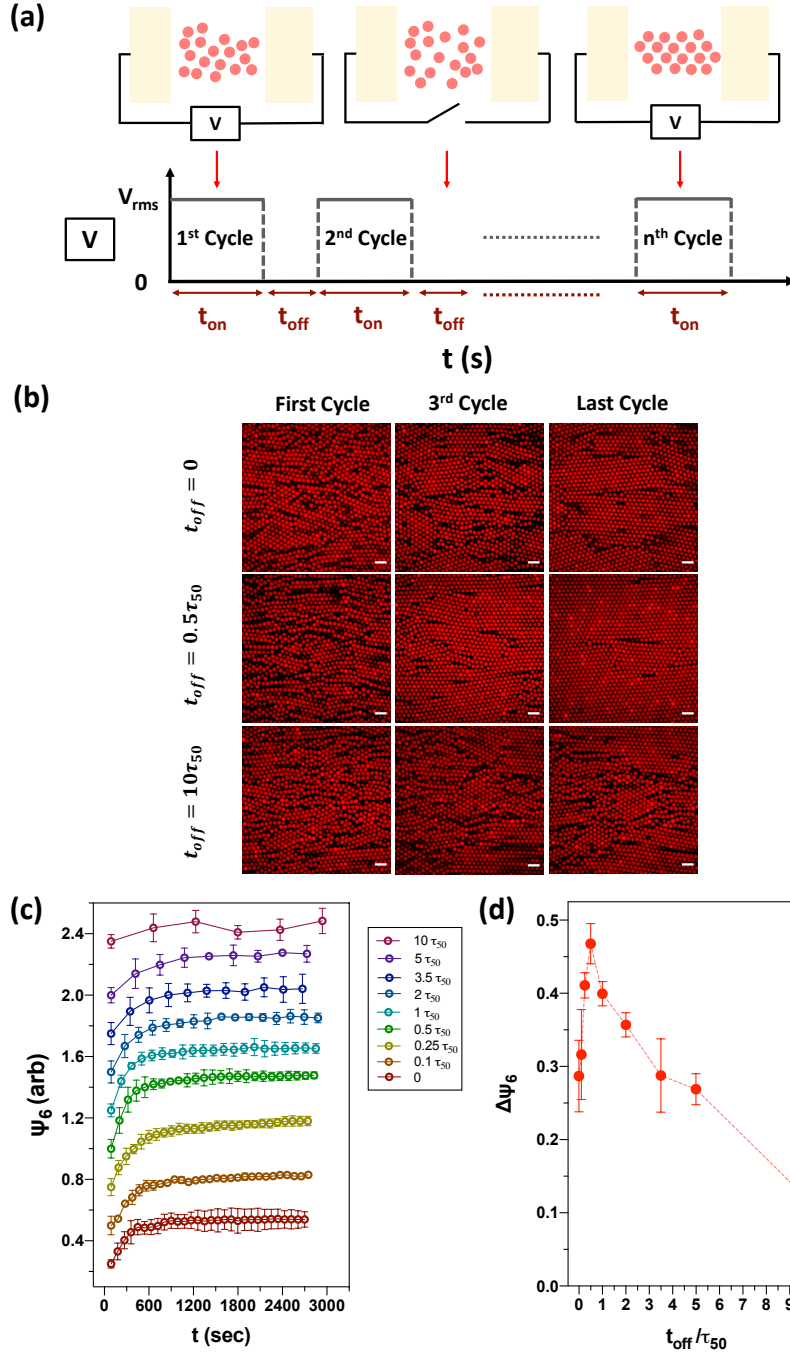 (a)
V
V
V_rms
V
1st Cycle
2nd Cycle
nth Cycle
0
t_on
t_off
t_on
t_off
t_on
t (s)
(b)
First Cycle
3rd Cycle
Last Cycle
t_off = 0
t_off = 0.5τ_50
t_off = 10τ_50
(c)
2.4
2.0
1.6
1.2
0.8
0.4
Ψ_6 (arb)
0 600 1200 1800 2400 3000
t (sec)
10 τ_50
5 τ_50
3.5 τ_50
2 τ_50
1 τ_50
0.5 τ_50
0.25 τ_50
0.1 τ_50
0
(d)
0.5
0.4
0.3
0.2
0.1
0.0
ΔΨ_6
0 1 2 3 4 5 6 7 8 9
t_off/τ_50